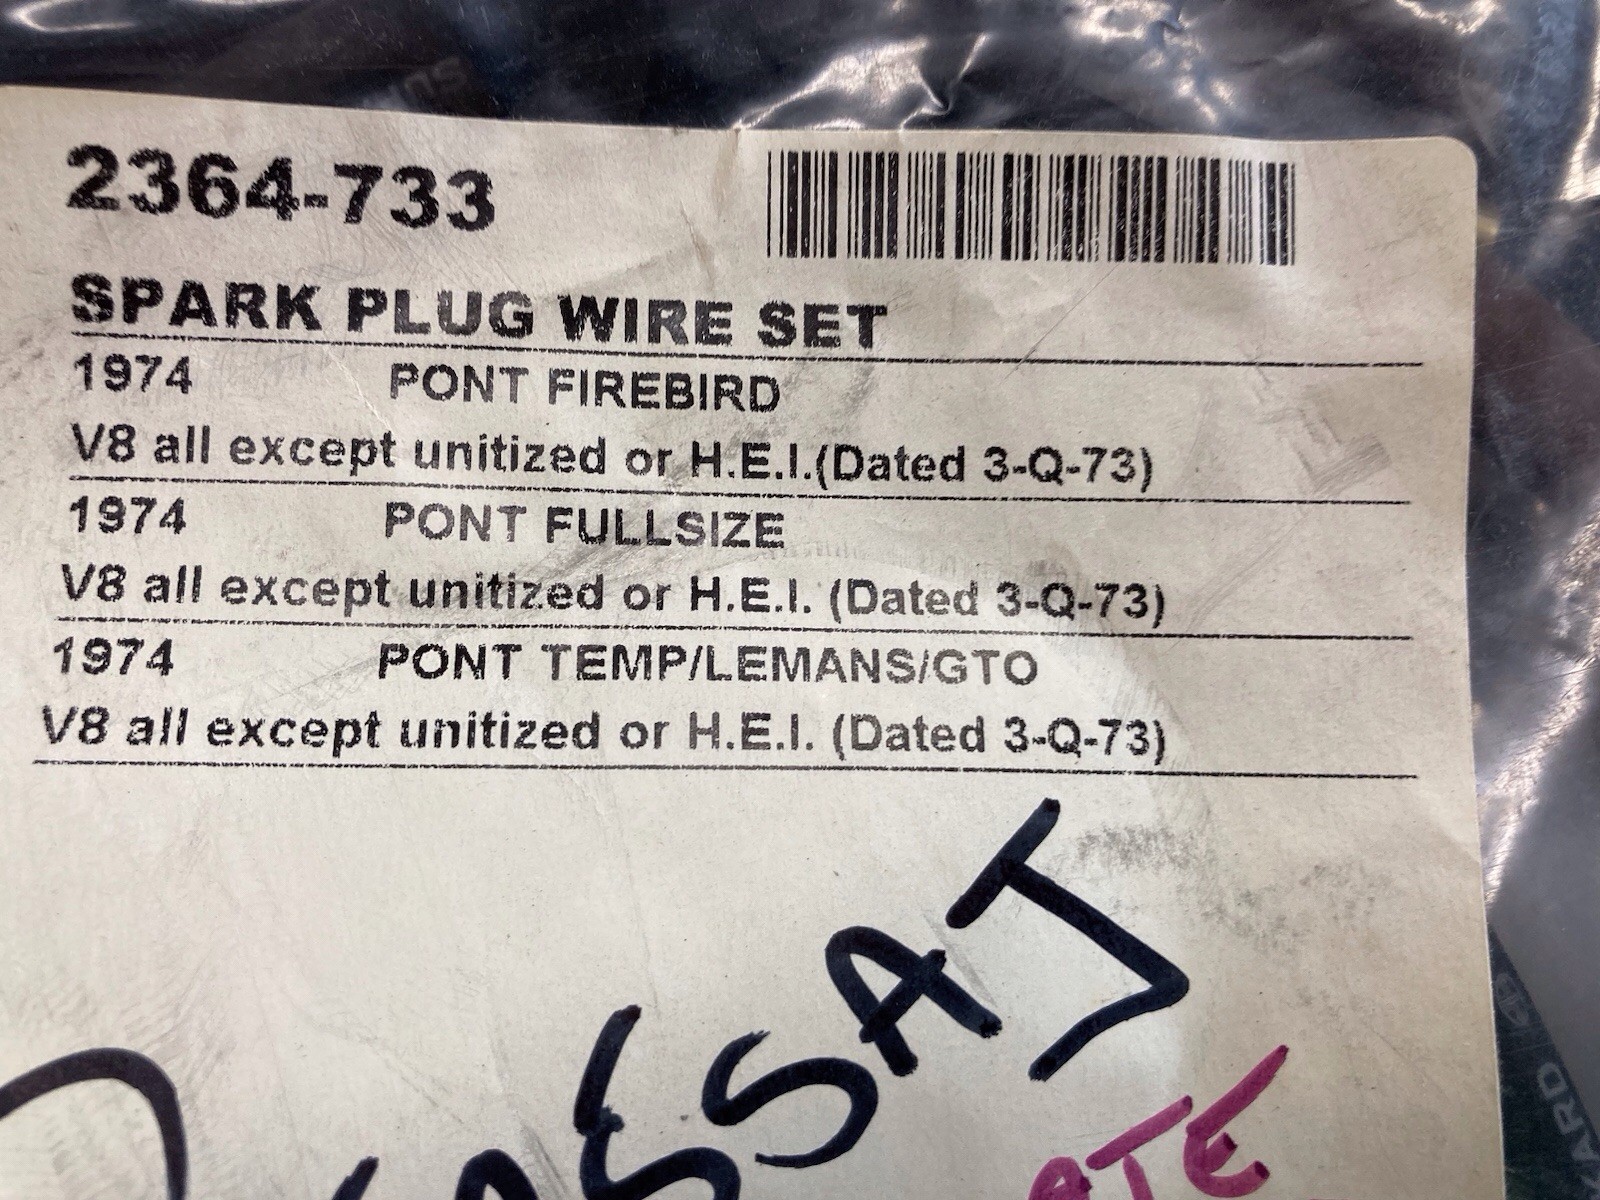 2364-733
SPARK PLUG WIRE SET
1974 PONT FIREBIRD
V8 all except unitized or H.E.I.(Dated 3-Q-73)
1974 PONT FULLSIZE
V8 all except unitized or H.E.I. (Dated 3-Q-73)
1974 PONT TEMP/LEMANS/GTO
V8 all except unitized or H.E.I. (Dated 3-Q-73)